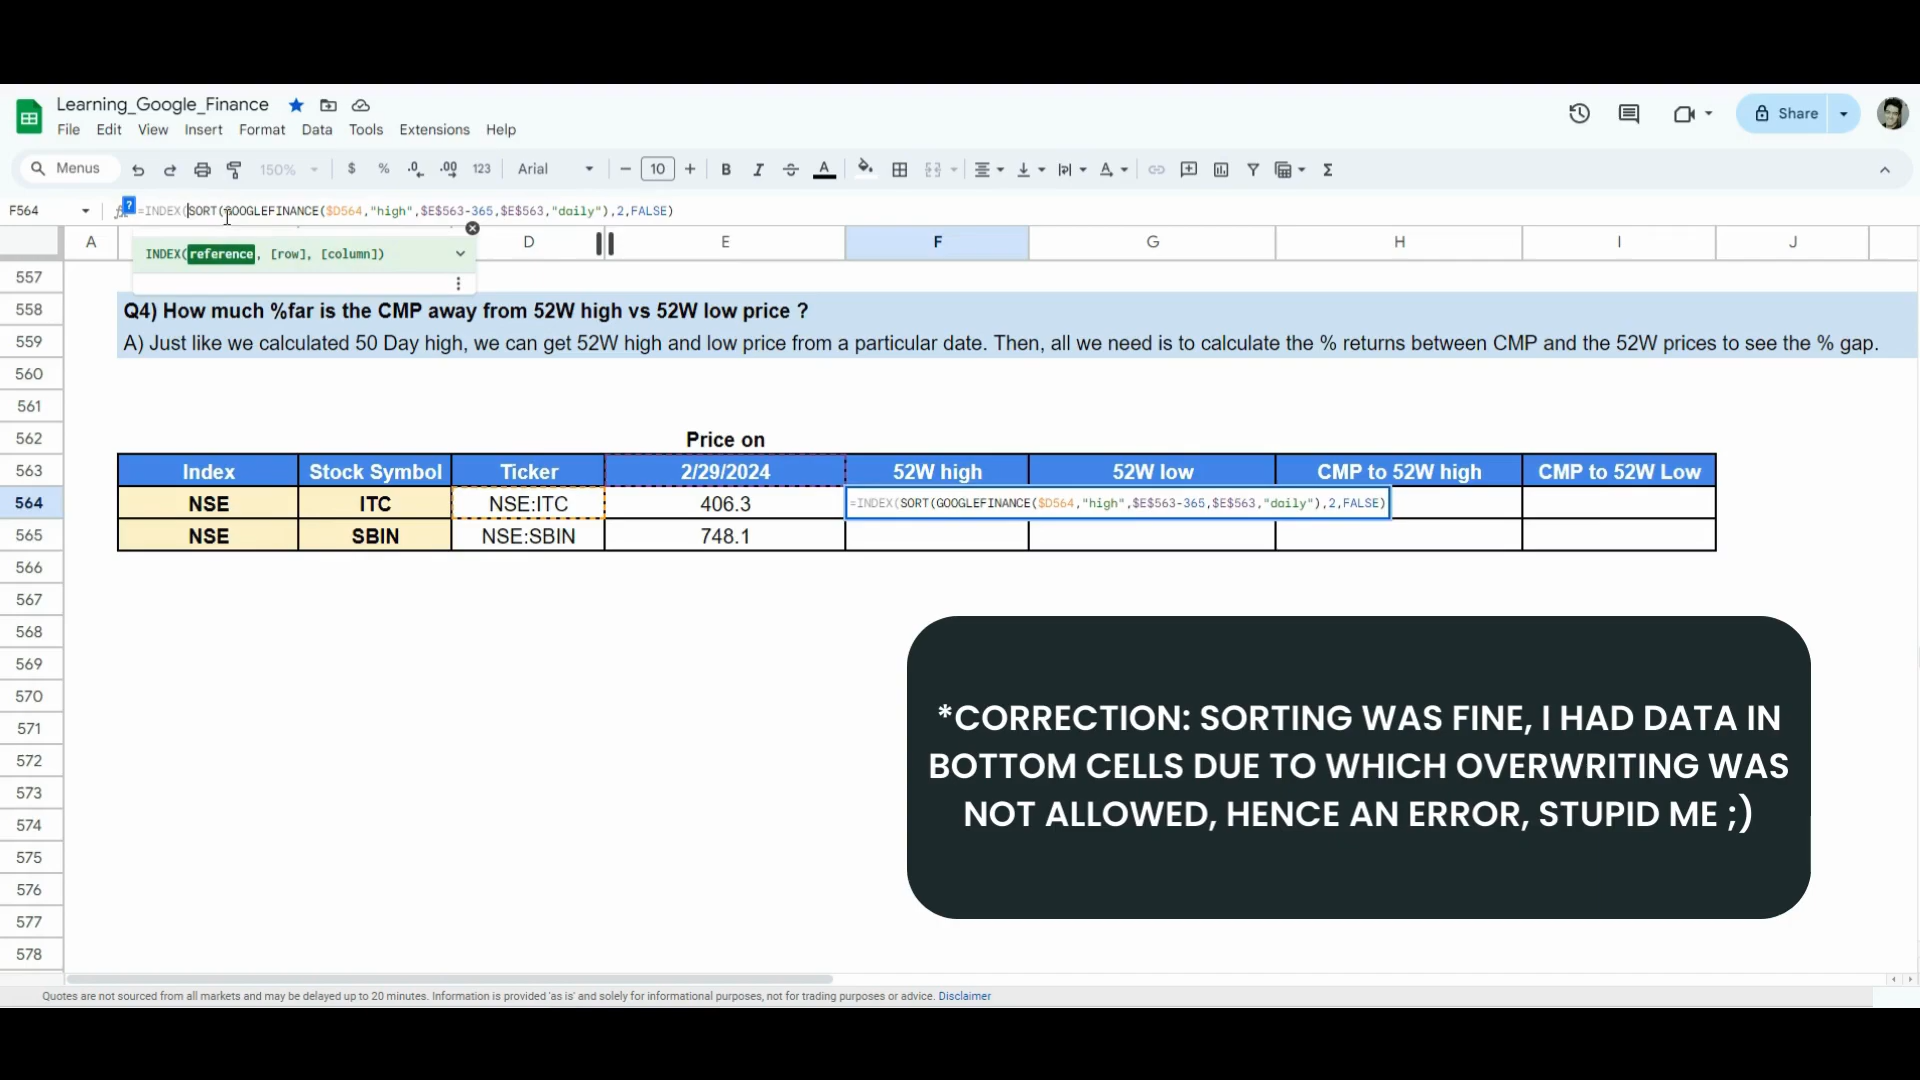 Learning_Google_Finance
File Edit View Insert Format Data Tools Extensions Help
Share
Menus 150% $ % .0 .00 123 Arial 10 B I A Σ
F564 ? =INDEX(SORT(GOOGLEFINANCE($D564,"high",$E$563-365,$E$563,"daily"),2,FALSE)
INDEX(reference, [row], [column])
A D E F G H I J
557
558 Q4) How much %far is the CMP away from 52W high vs 52W low price ?
559 A) Just like we calculated 50 Day high, we can get 52W high and low price from a particular date. Then, all we need is to calculate the % returns between CMP and the 52W prices to see the % gap.
560
561
562 Price on
563 Index Stock Symbol Ticker 2/29/2024 52W high 52W low CMP to 52W high CMP to 52W Low
564 NSE ITC NSE:ITC 406.3 =INDEX(SORT(GOOGLEFINANCE($D564,"high",$E$563-365,$E$563,"daily"),2,FALSE)
565 NSE SBIN NSE:SBIN 748.1
566
567
568
569
570
571
572
573
574
575
576
577
578
*CORRECTION: SORTING WAS FINE, I HAD DATA IN
BOTTOM CELLS DUE TO WHICH OVERWRITING WAS
NOT ALLOWED, HENCE AN ERROR, STUPID ME ;)
Quotes are not sourced from all markets and may be delayed up to 20 minutes. Information is provided 'as is' and solely for informational purposes, not for trading purposes or advice. Disclaimer